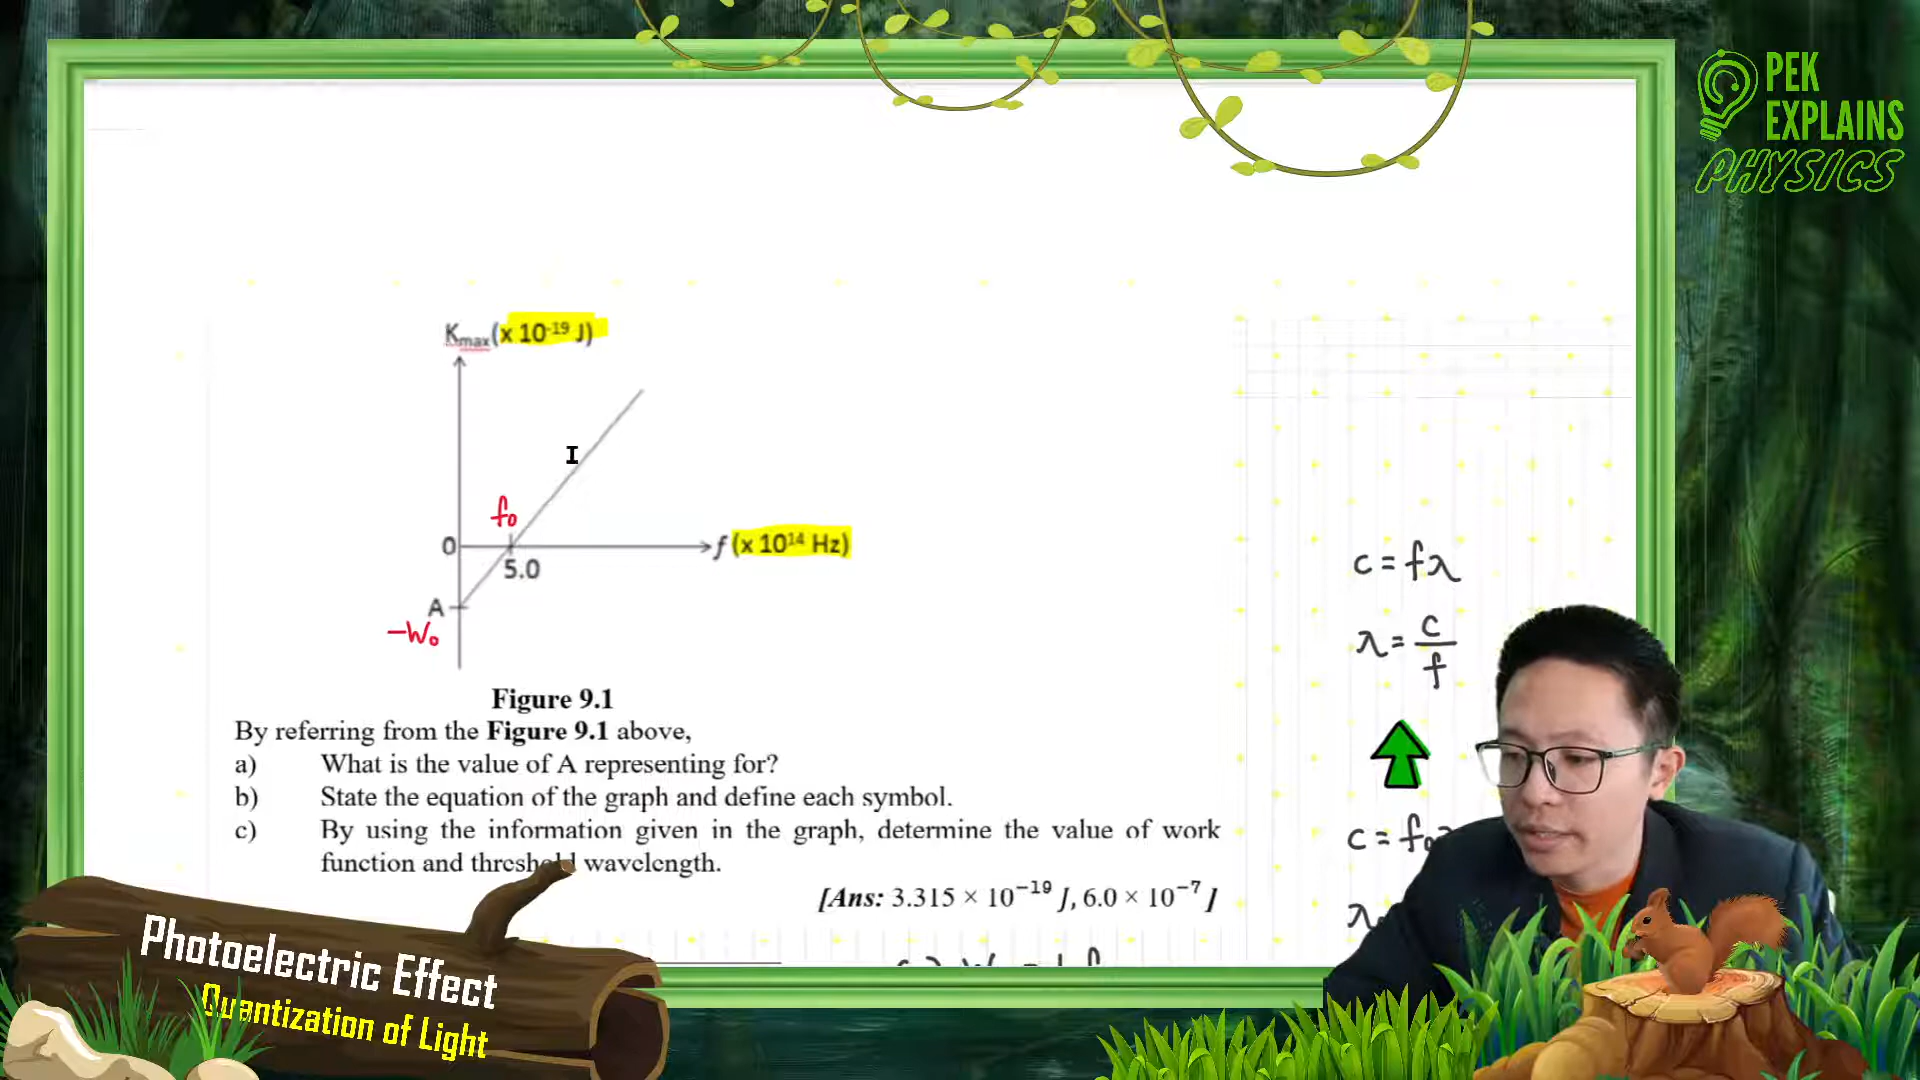 PEK
EXPLAINS
PHYSICS
Kmax (x 10⁻¹⁹ J)
I
f₀
0
f (x 10¹⁴ Hz)
5.0
A
-W₀
c = fλ
λ = c/f
Figure 9.1
By referring from the Figure 9.1 above,
a) What is the value of A representing for?
b) State the equation of the graph and define each symbol.
c) By using the information given in the graph, determine the value of work
function and threshold wavelength.
[Ans: 3.315 × 10⁻¹⁹ J, 6.0 × 10⁻⁷ ]
c = f₀
λ
Photoelectric Effect
Quantization of Light